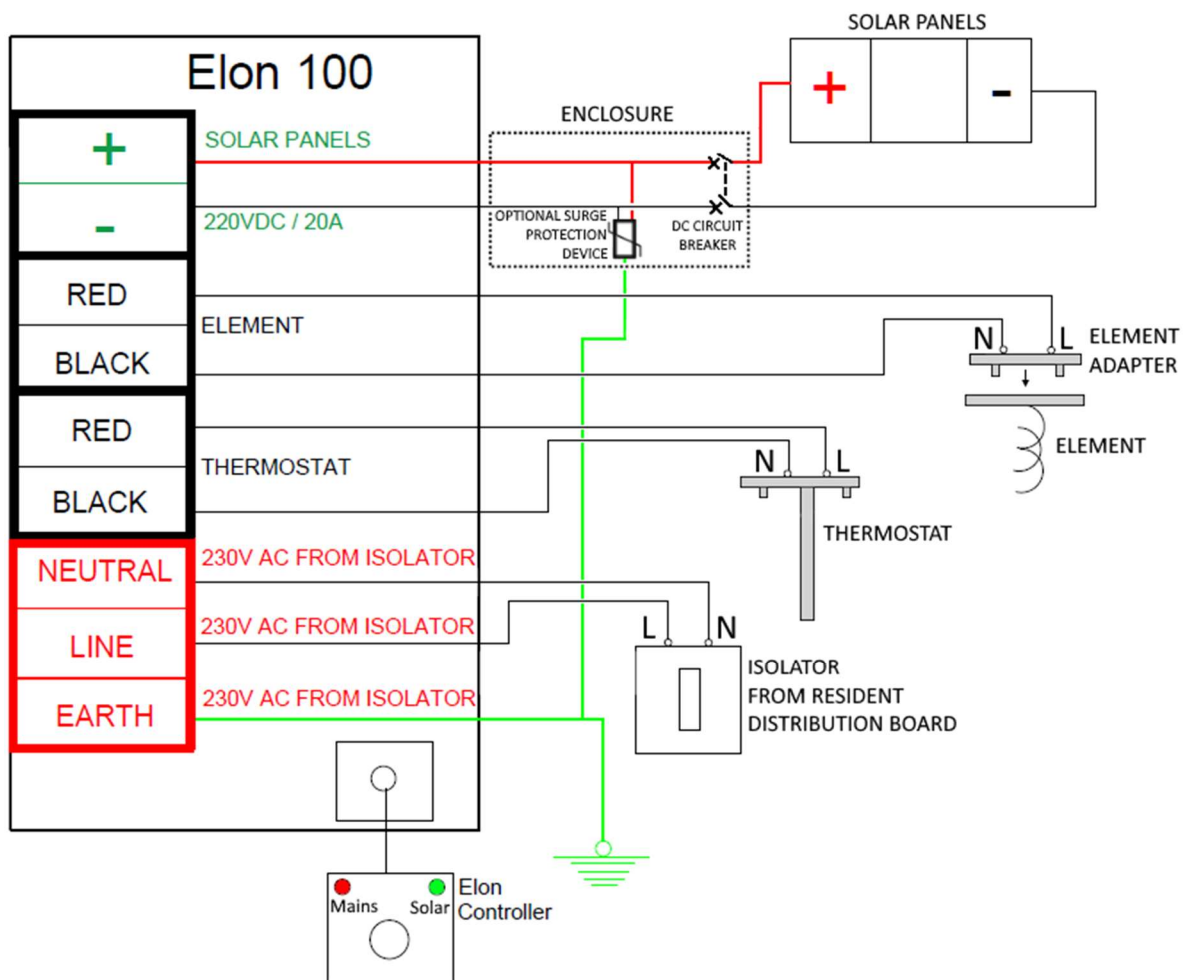 SOLAR PANELS
+
-
Elon 100
ENCLOSURE
+
SOLAR PANELS
-
220VDC / 20A
OPTIONAL SURGE
PROTECTION
DEVICE
DC CIRCUIT
BREAKER
RED
ELEMENT
BLACK
N L
ELEMENT
ADAPTER
ELEMENT
RED
THERMOSTAT
BLACK
N L
THERMOSTAT
NEUTRAL
230V AC FROM ISOLATOR
LINE
230V AC FROM ISOLATOR
EARTH
230V AC FROM ISOLATOR
L N
ISOLATOR
FROM RESIDENT
DISTRIBUTION BOARD
Mains
Solar
Elon
Controller